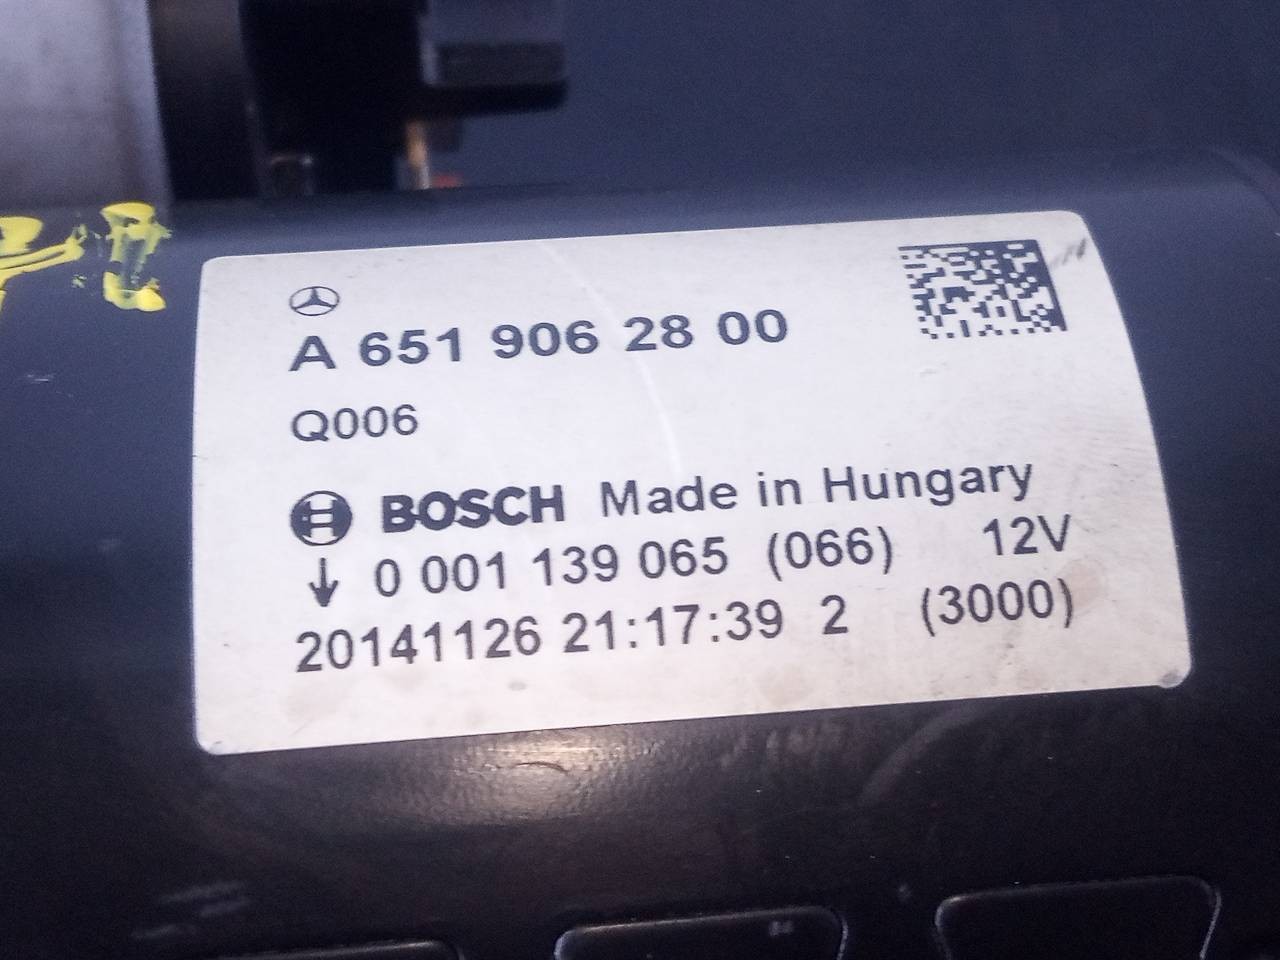 A 651 906 28 00
Q006
BOSCH Made in Hungary
↓ 0 001 139 065 (066) 12V
20141126 21:17:39 2 (3000)